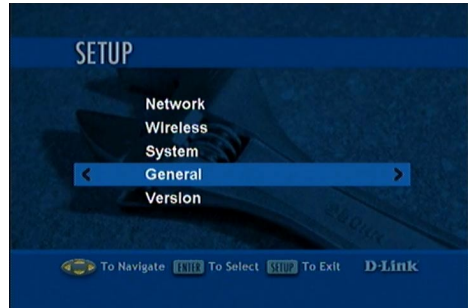 SETUP
Network
Wireless
System
General
Version
To Navigate ENTER To Select SETUP To Exit D-Link